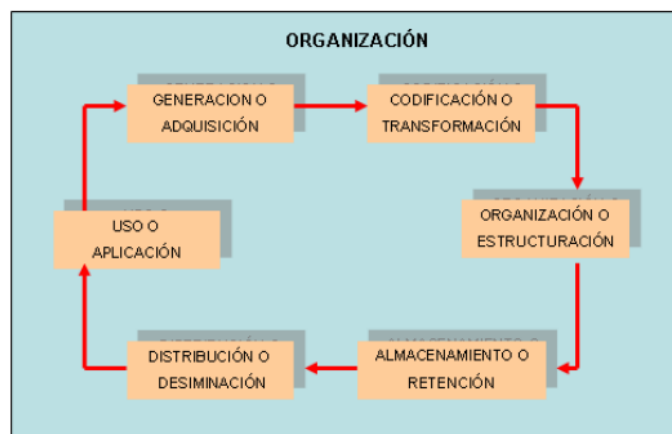 ORGANIZACIÓN
GENERACION O
ADQUISICIÓN
CODIFICACIÓN O
TRANSFORMACIÓN
ORGANIZACIÓN O
ESTRUCTURACIÓN
ALMACENAMIENTO O
RETENCIÓN
DISTRIBUCIÓN O
DESIMINACIÓN
USO O
APLICACIÓN